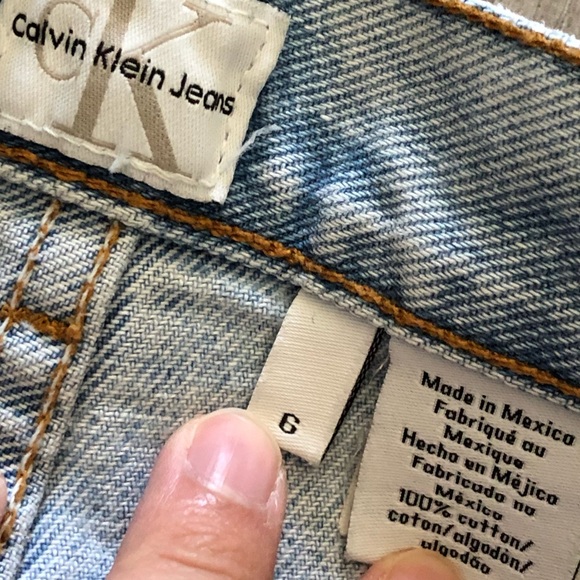 cK
Calvin Klein Jeans
6
Made in Mexico
Fabriqué au
Mexique
Hecho en Méjico
Fabricado no
México
100% cotton/
coton/algodón/
algodão